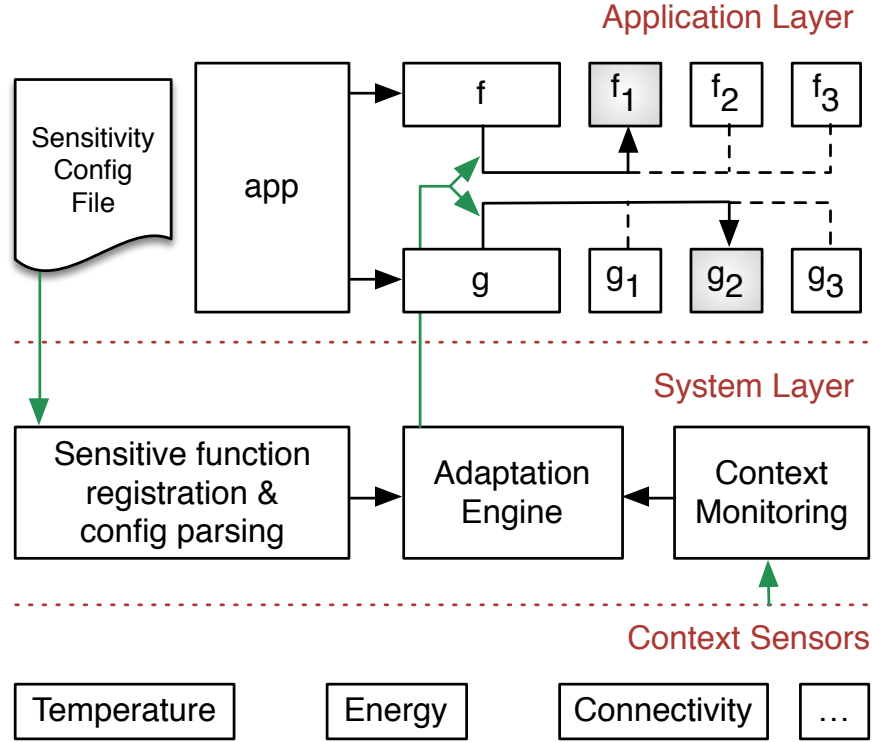 Application Layer
Sensitivity
Config
File
app
f
f1
f2
f3
g
g1
g2
g3
System Layer
Sensitive function
registration &
config parsing
Adaptation
Engine
Context
Monitoring
Context Sensors
Temperature
Energy
Connectivity
...